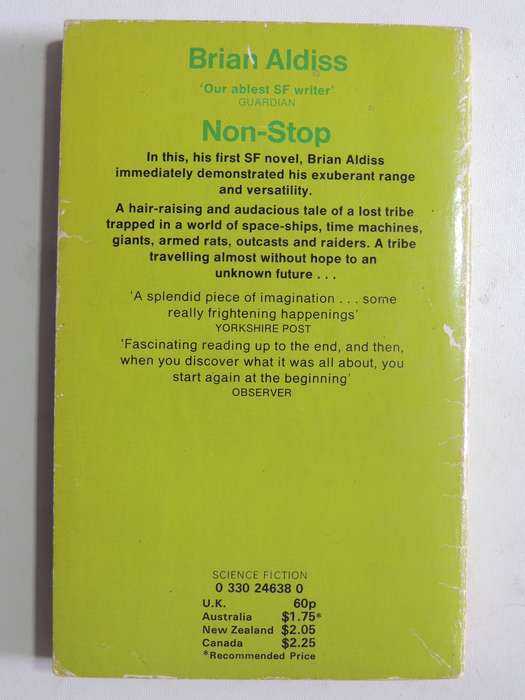 Brian Aldiss
‘Our ablest SF writer’
GUARDIAN
Non-Stop
In this, his first SF novel, Brian Aldiss
immediately demonstrated his exuberant range
and versatility.
A hair-raising and audacious tale of a lost tribe
trapped in a world of space-ships, time machines,
giants, armed rats, outcasts and raiders. A tribe
travelling almost without hope to an
unknown future . . .
‘A splendid piece of imagination . . . some
really frightening happenings’
YORKSHIRE POST
‘Fascinating reading up to the end, and then,
when you discover what it was all about, you
start again at the beginning’
OBSERVER
SCIENCE FICTION
0 330 24638 0
U.K. 60p
Australia $1.75*
New Zealand $2.05
Canada $2.25
*Recommended Price